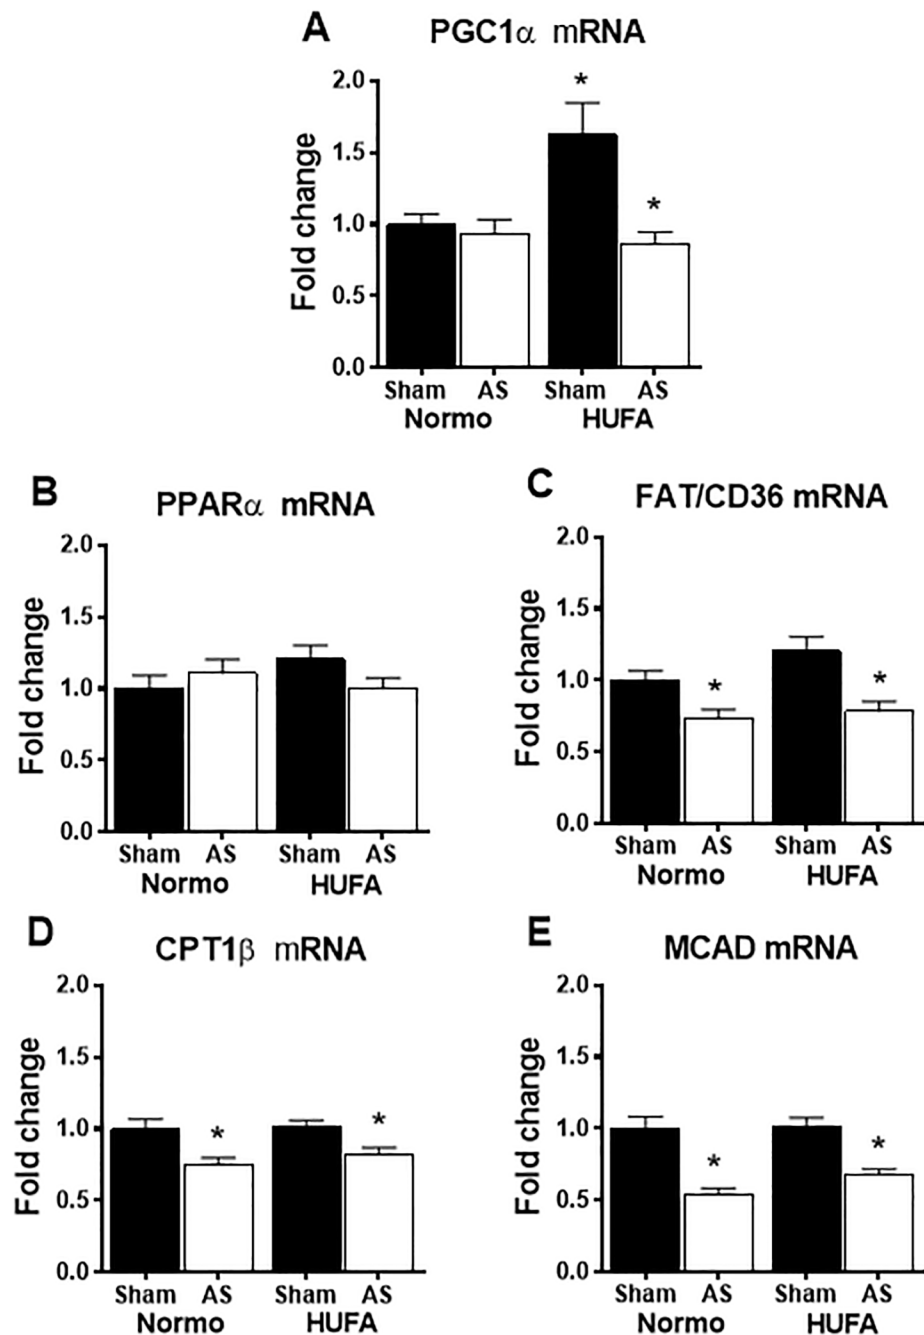 A
PGC1α mRNA
Fold change
2.0
1.5
1.0
0.5
0.0
*
*
Sham AS Sham AS
Normo HUFA
B
PPARα mRNA
Fold change
2.0
1.5
1.0
0.5
0.0
Sham AS Sham AS
Normo HUFA
C
FAT/CD36 mRNA
Fold change
2.0
1.5
1.0
0.5
0.0
*
*
Sham AS Sham AS
Normo HUFA
D
CPT1β mRNA
Fold change
2.0
1.5
1.0
0.5
0.0
*
*
Sham AS Sham AS
Normo HUFA
E
MCAD mRNA
Fold change
2.0
1.5
1.0
0.5
0.0
*
*
Sham AS Sham AS
Normo HUFA